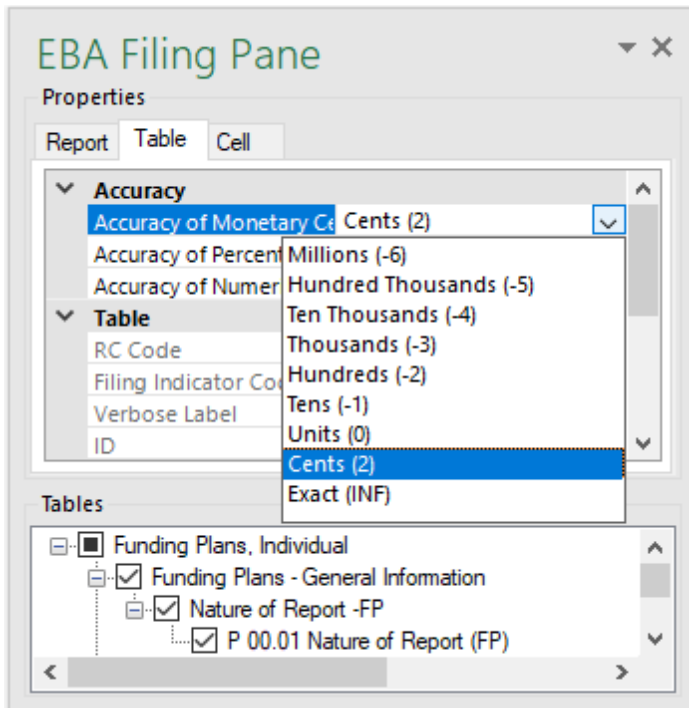 EBA Filing Pane
Properties
Report Table Cell
Accuracy
Accuracy of Monetary Ce Cents (2)
Accuracy of Percent
Accuracy of Numer
Table
RC Code
Filing Indicator Co
Verbose Label
ID
Millions (-6)
Hundred Thousands (-5)
Ten Thousands (-4)
Thousands (-3)
Hundreds (-2)
Tens (-1)
Units (0)
Cents (2)
Exact (INF)
Tables
Funding Plans, Individual
Funding Plans - General Information
Nature of Report -FP
P 00.01 Nature of Report (FP)